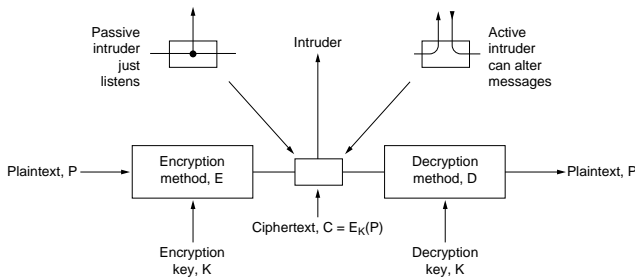 Passive
intruder
just
listens
Intruder
Active
intruder
can alter
messages
Plaintext, P
Encryption
method, E
Decryption
method, D
Plaintext, P
Ciphertext, C = EK(P)
Encryption
key, K
Decryption
key, K